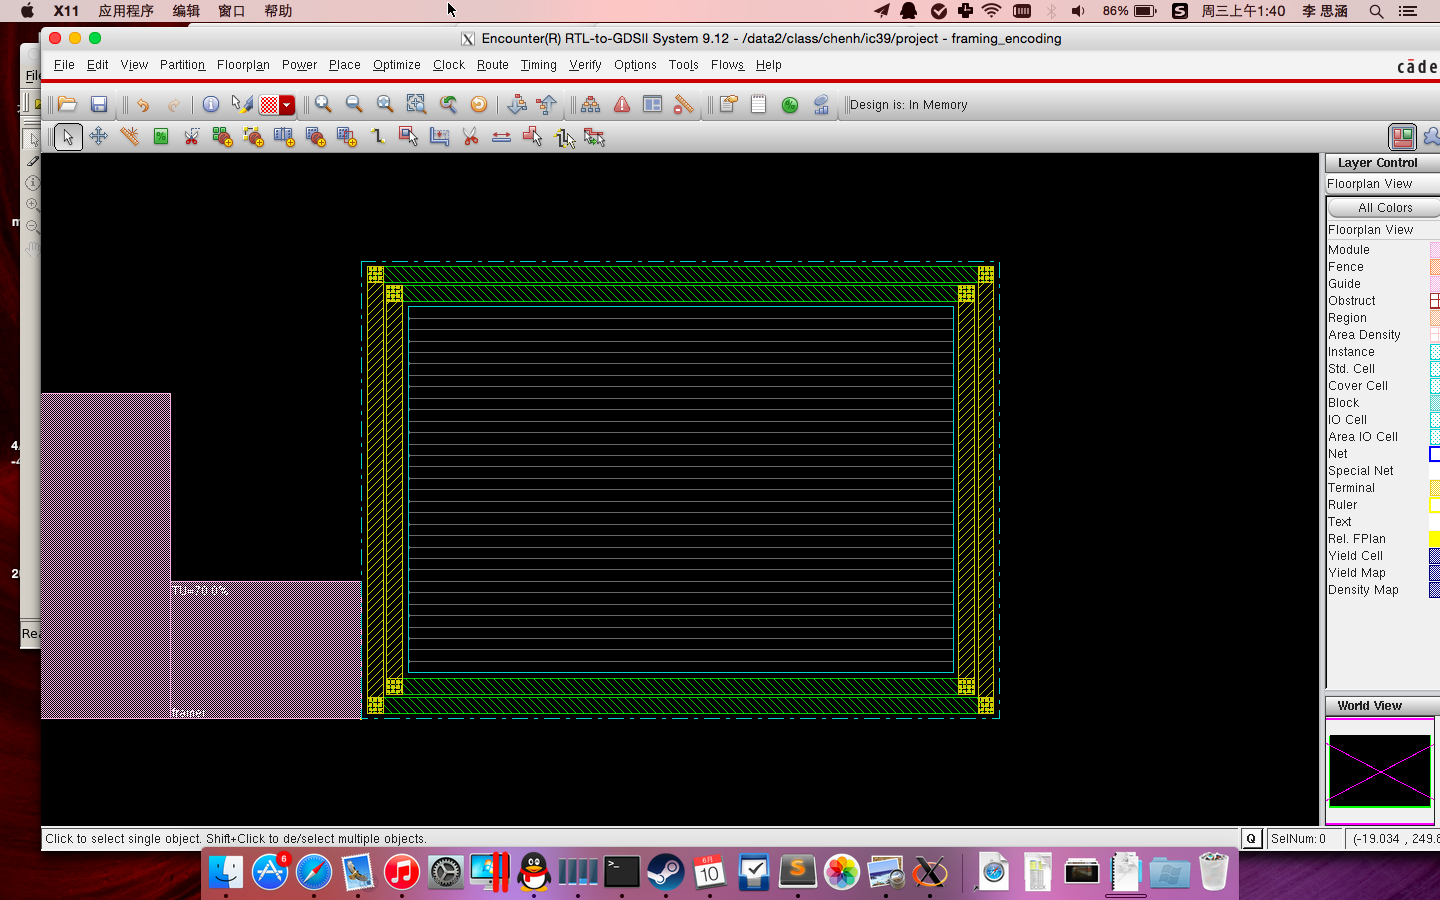 X11 应用程序 编辑 窗口 帮助 86% S 周三上午1:40 李 思涵
Encounter(R) RTL-to-GDSII System 9.12 - /data2/class/chenh/ic39/project - framing_encoding
File Edit View Partition Floorplan Power Place Optimize Clock Route Timing Verify Options Tools Flows Help
cāde
Design is: In Memory
Layer Control
Floorplan View
All Colors
Floorplan View
Module
Fence
Guide
Obstruct
Region
Area Density
Instance
Std. Cell
Cover Cell
Block
IO Cell
Area IO Cell
Net
Special Net
Terminal
Ruler
Text
Rel. FPlan
Yield Cell
Yield Map
Density Map
TU=70.0%
framer
World View
Click to select single object. Shift+Click to de/select multiple objects.
Q SelNum: 0 (-19.034 , 249.8
6
6月
10